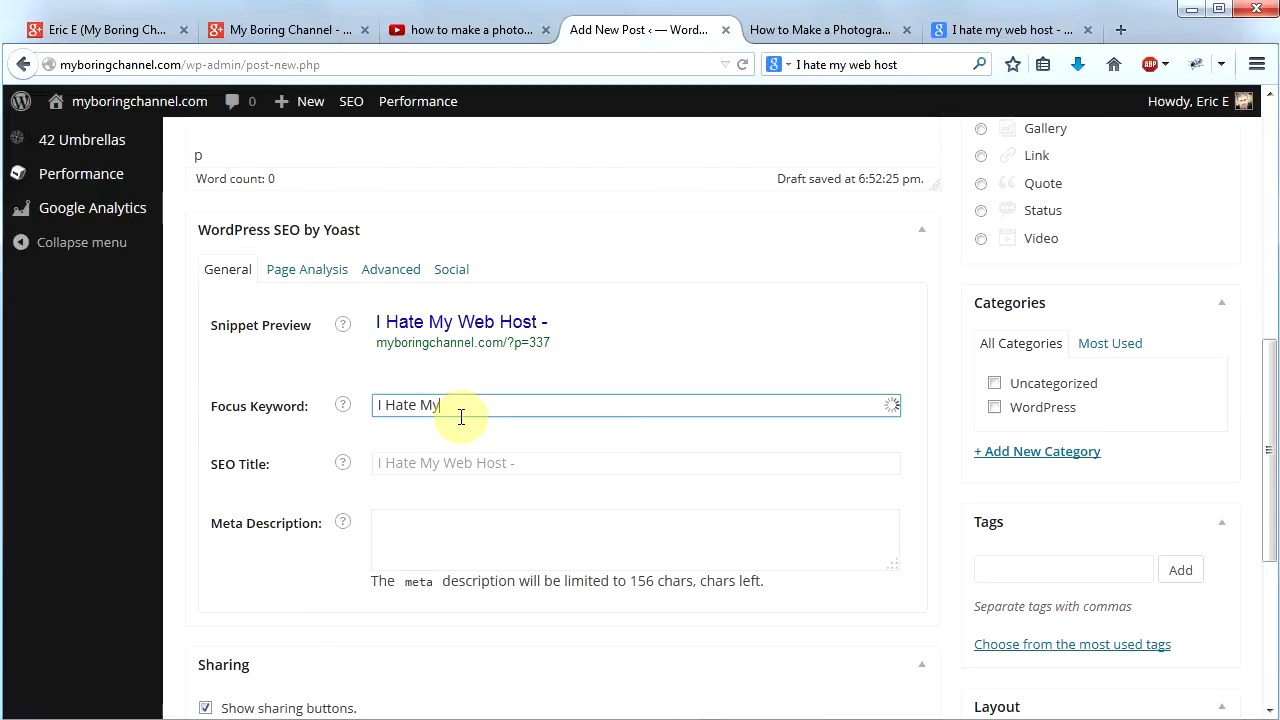 Eric E (My Boring Ch...
My Boring Channel - ...
how to make a photo...
Add New Post ‹ — Word...
How to Make a Photogra...
I hate my web host - ...
myboringchannel.com/wp-admin/post-new.php
I hate my web host
ABP
myboringchannel.com
0
New
SEO
Performance
Howdy, Eric E
42 Umbrellas
Performance
Google Analytics
Collapse menu
p
Word count: 0
Draft saved at 6:52:25 pm.
WordPress SEO by Yoast
General
Page Analysis
Advanced
Social
Snippet Preview
?
I Hate My Web Host -
myboringchannel.com/?p=337
Focus Keyword:
?
I Hate My
SEO Title:
?
I Hate My Web Host -
Meta Description:
?
The meta description will be limited to 156 chars, chars left.
Sharing
Show sharing buttons.
Gallery
Link
Quote
Status
Video
Categories
All Categories
Most Used
Uncategorized
WordPress
+ Add New Category
Tags
Add
Separate tags with commas
Choose from the most used tags
Layout